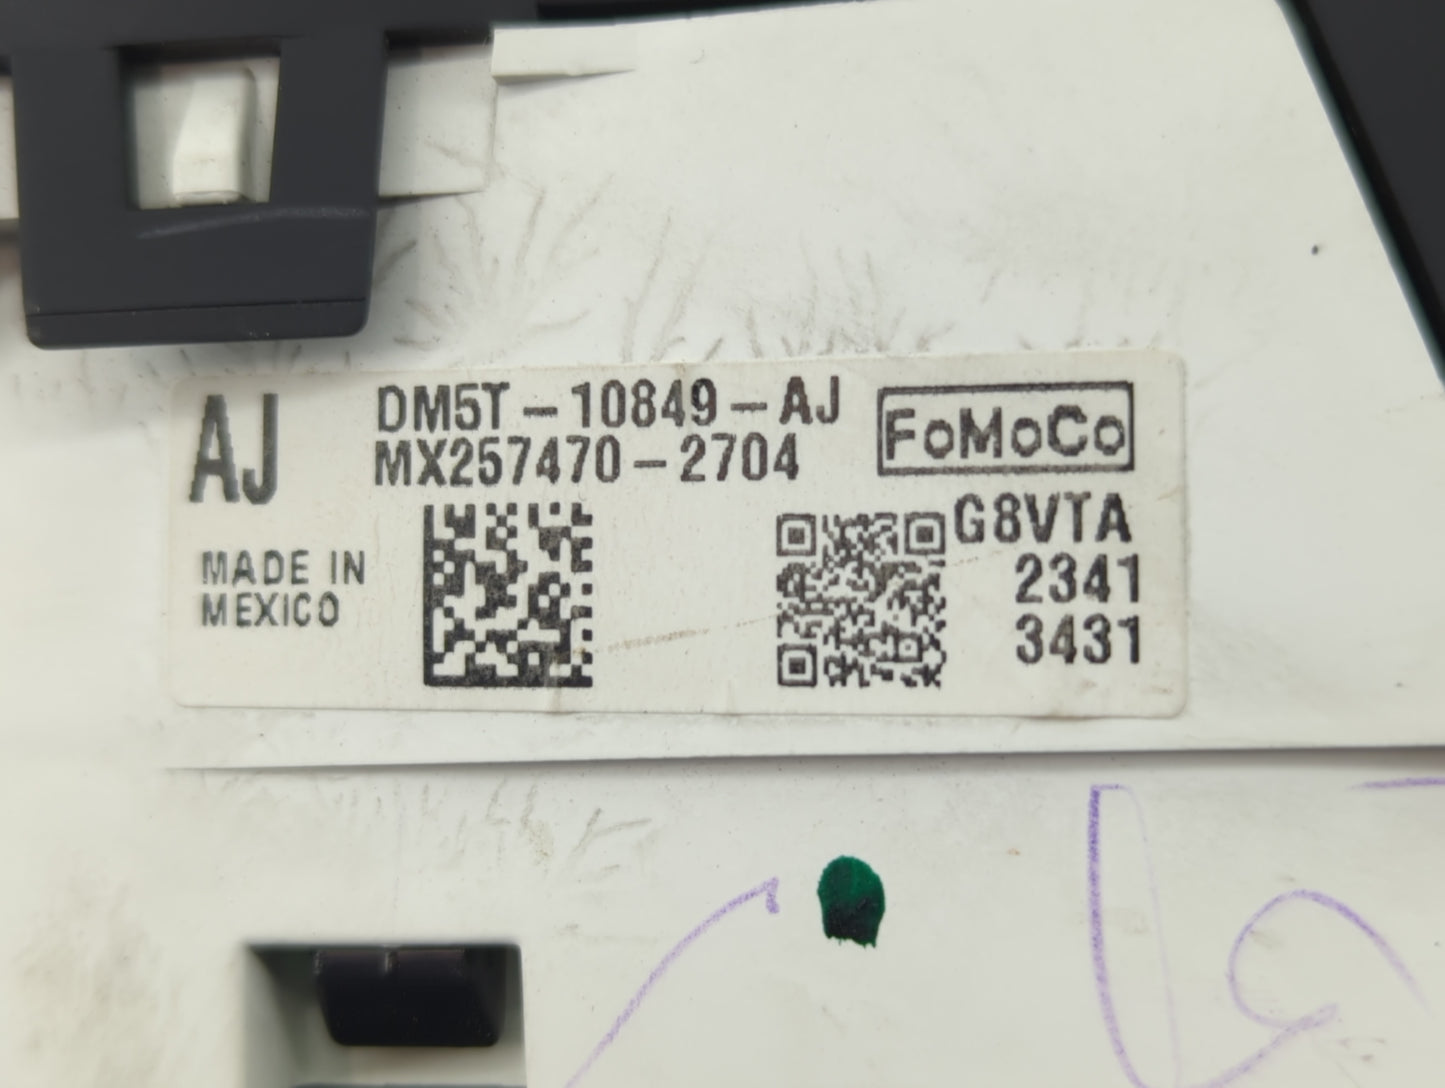 AJ
DM5T-10849-AJ
MX257470-2704
FoMoCo
G8VTA
2341
3431
MADE IN
MEXICO